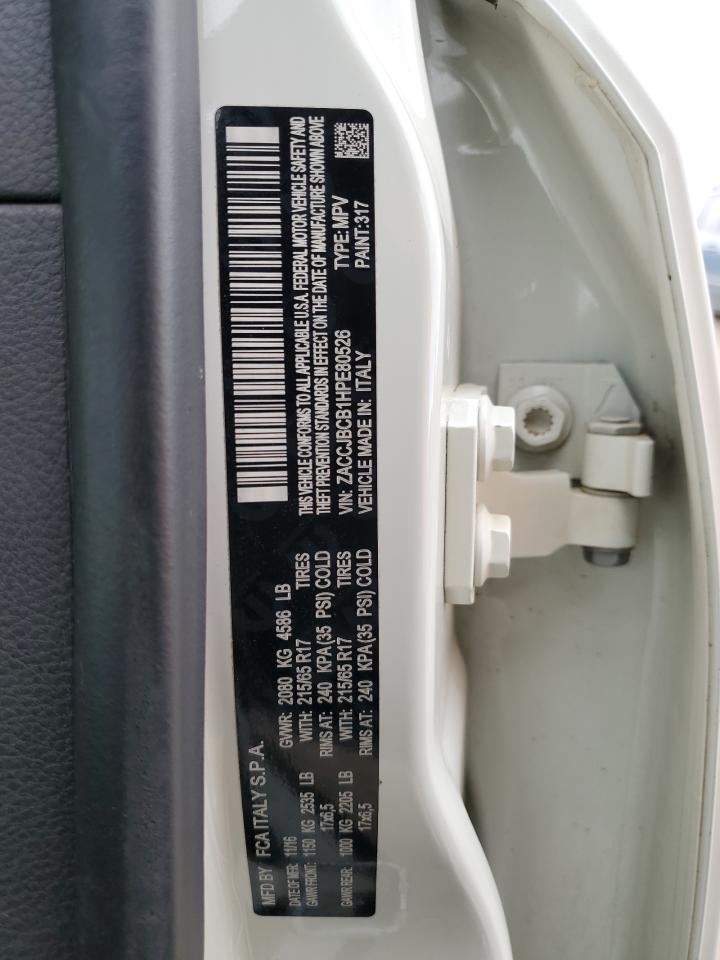 MFD BY FCA ITALY S.P.A.
DATE OF MFR: 11/16 GVWR: 2080 KG 4586 LB
GAWR FRONT: 1150 KG 2535 LB WITH: 215/65 R17 TIRES
17x6,5 RIMS AT: 240 KPA(35 PSI) COLD
GAWR REAR: 1000 KG 2205 LB WITH: 215/65 R17 TIRES
17x6,5 RIMS AT: 240 KPA(35 PSI) COLD
THIS VEHICLE CONFORMS TO ALL APPLICABLE U.S.A. FEDERAL MOTOR VEHICLE SAFETY AND
THEFT PREVENTION STANDARDS IN EFFECT ON THE DATE OF MANUFACTURE SHOWN ABOVE
VIN: ZACCJBCB1HPE80526 TYPE: MPV
VEHICLE MADE IN: ITALY PAINT:317